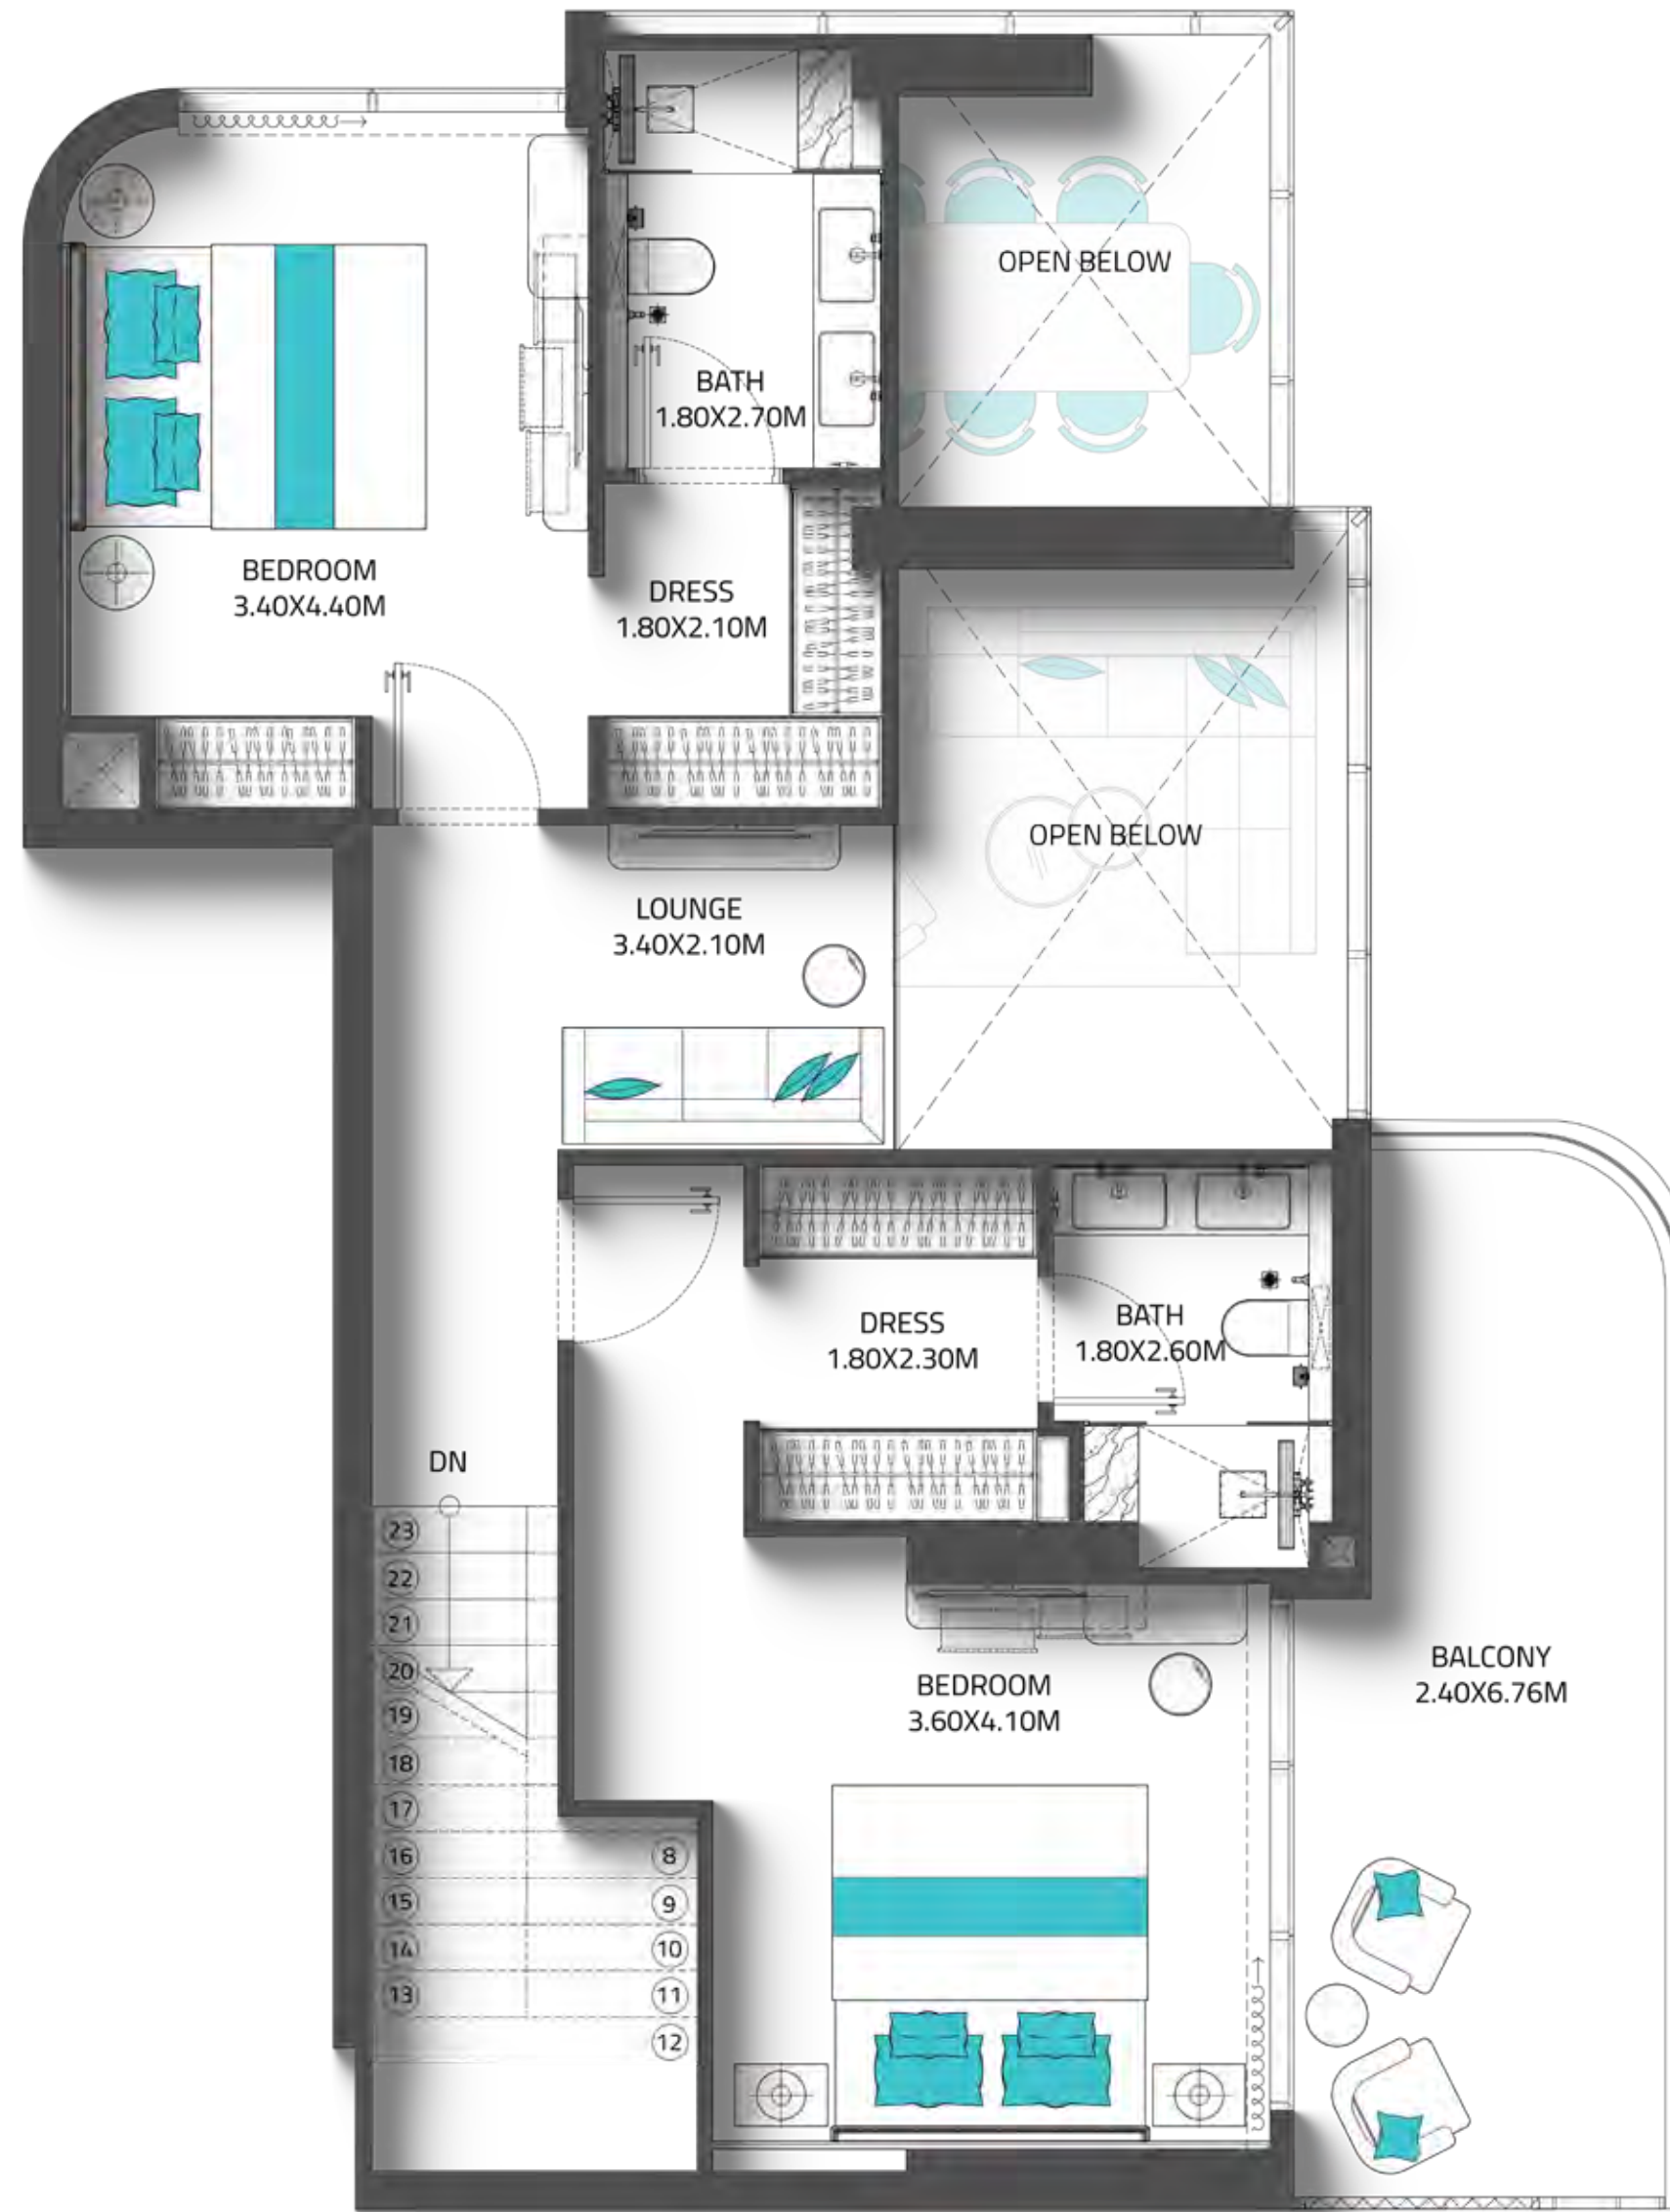 OPEN BELOW
BATH
1.80X2.70M
BEDROOM
3.40X4.40M
DRESS
1.80X2.10M
OPEN BELOW
LOUNGE
3.40X2.10M
DRESS
1.80X2.30M
BATH
1.80X2.60M
DN
23
22
21
20
19
18
17
16
15
14
13
8
9
10
11
12
BEDROOM
3.60X4.10M
BALCONY
2.40X6.76M